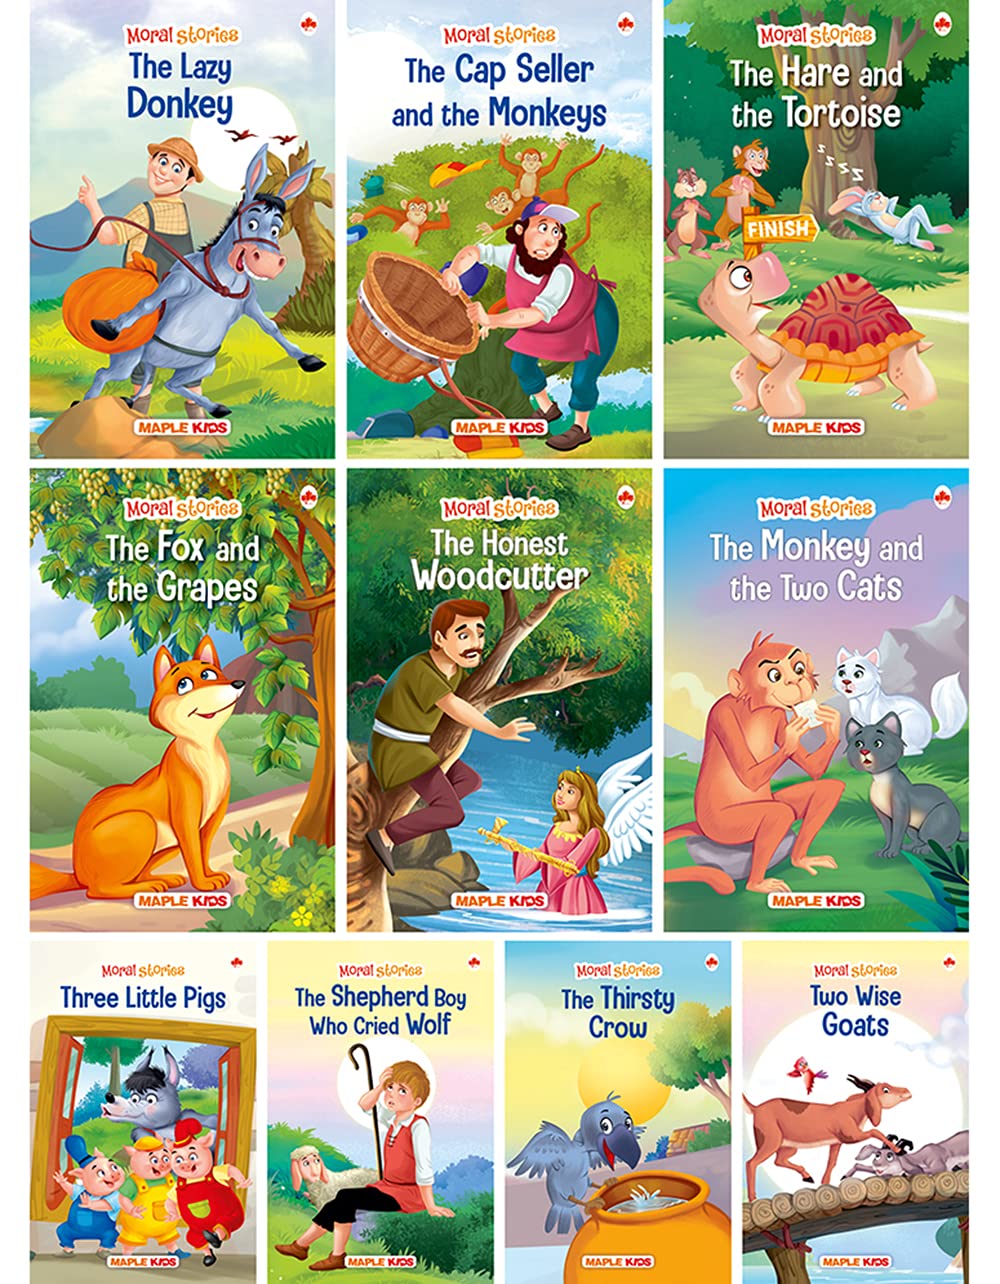 Moral Stories
The Lazy
Donkey
MAPLE KIDS
Moral Stories
The Cap Seller
and the Monkeys
MAPLE KIDS
Moral Stories
The Hare and
the Tortoise
z z z z
FINISH
MAPLE KIDS
Moral Stories
The Fox and
the Grapes
MAPLE KIDS
Moral Stories
The Honest
Woodcutter
MAPLE KIDS
Moral Stories
The Monkey and
the Two Cats
MAPLE KIDS
Moral Stories
Three Little Pigs
MAPLE KIDS
Moral Stories
The Shepherd Boy
Who Cried Wolf
MAPLE KIDS
Moral Stories
The Thirsty
Crow
MAPLE KIDS
Moral Stories
Two Wise
Goats
MAPLE KIDS